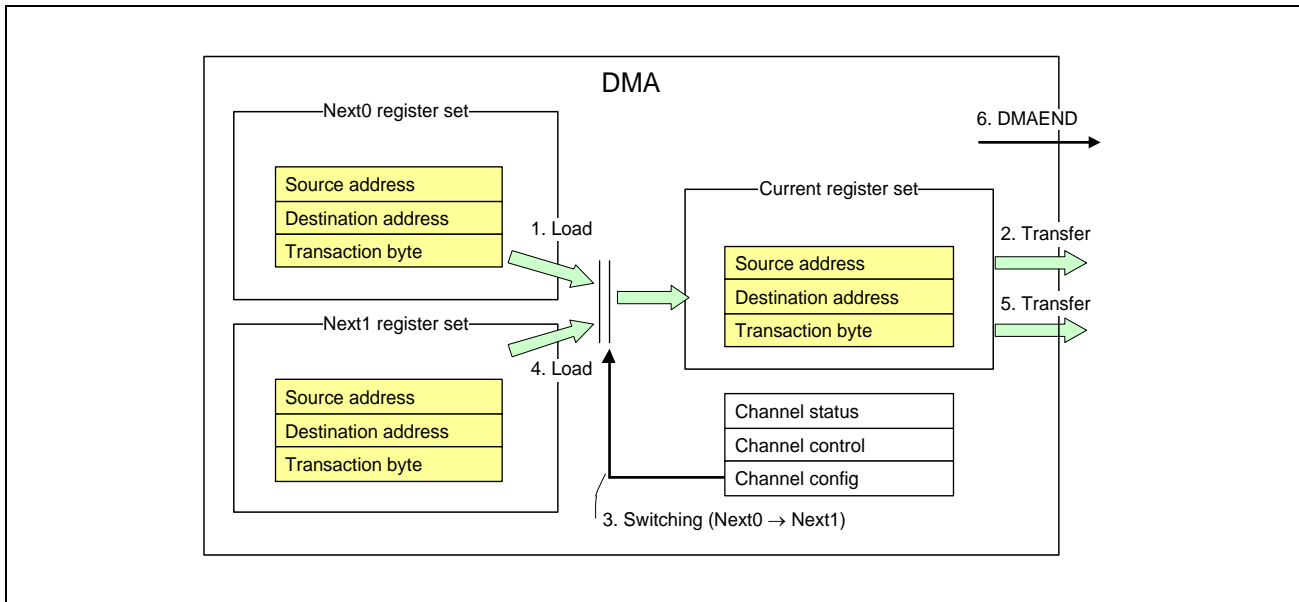 DMA
Next0 register set
Source address
Destination address
Transaction byte
1. Load
Next1 register set
4. Load
Source address
Destination address
Transaction byte
6. DMAEND
Current register set
2. Transfer
Source address
Destination address
5. Transfer
Transaction byte
Channel status
Channel control
Channel config
3. Switching (Next0 → Next1)